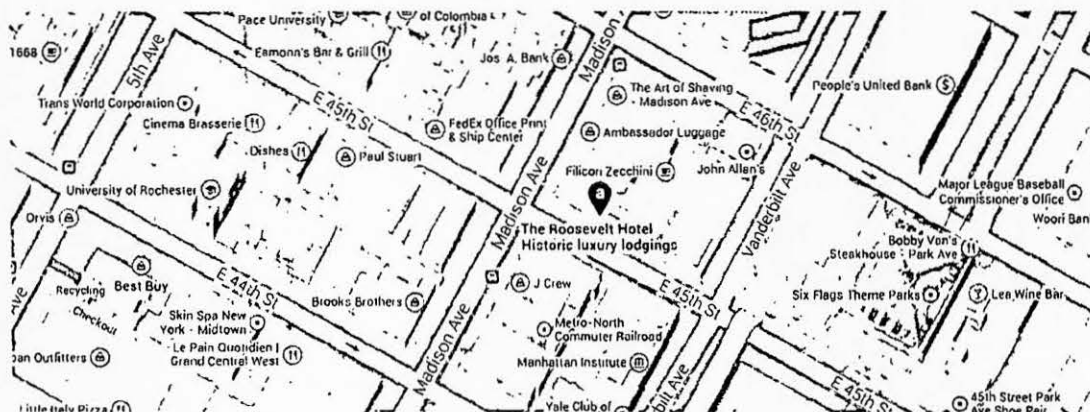 Pace University
of Colombia
1668
5th Ave
Eamonn's Bar & Grill
Jos. A. Bank
Madison
The Art of Shaving
- Madison Ave
People's United Bank
Trans World Corporation
E 45th St
E 46th St
Cinema Brasserie
FedEx Office Print
& Ship Center
Ambassador Luggage
Dishes
Paul Stuart
Filicori Zecchini
John Allan's
University of Rochester
Madison Ave
a
Vanderbilt Ave
Major League Baseball
Commissioner's Office
Woori Ban
Orvis
The Roosevelt Hotel
Historic luxury lodgings
Bobby Van's
Steakhouse - Park Ave
E 44th St
E 45th St
Recycling
Best Buy
Brooks Brothers
J Crew
Six Flags Theme Parks
Lea Wine Bar
Ave
Checkout
Skin Spa New
York - Midtown
Metro-North
Commuter Railroad
ban Outfitters
Le Pain Quotidien |
Grand Central West
Madison Ave
Manhattan Institute
bilt Ave
E 45th St
Little Italy Pizza
Yale Club of
45th Street Park
Ave Shoe Repair